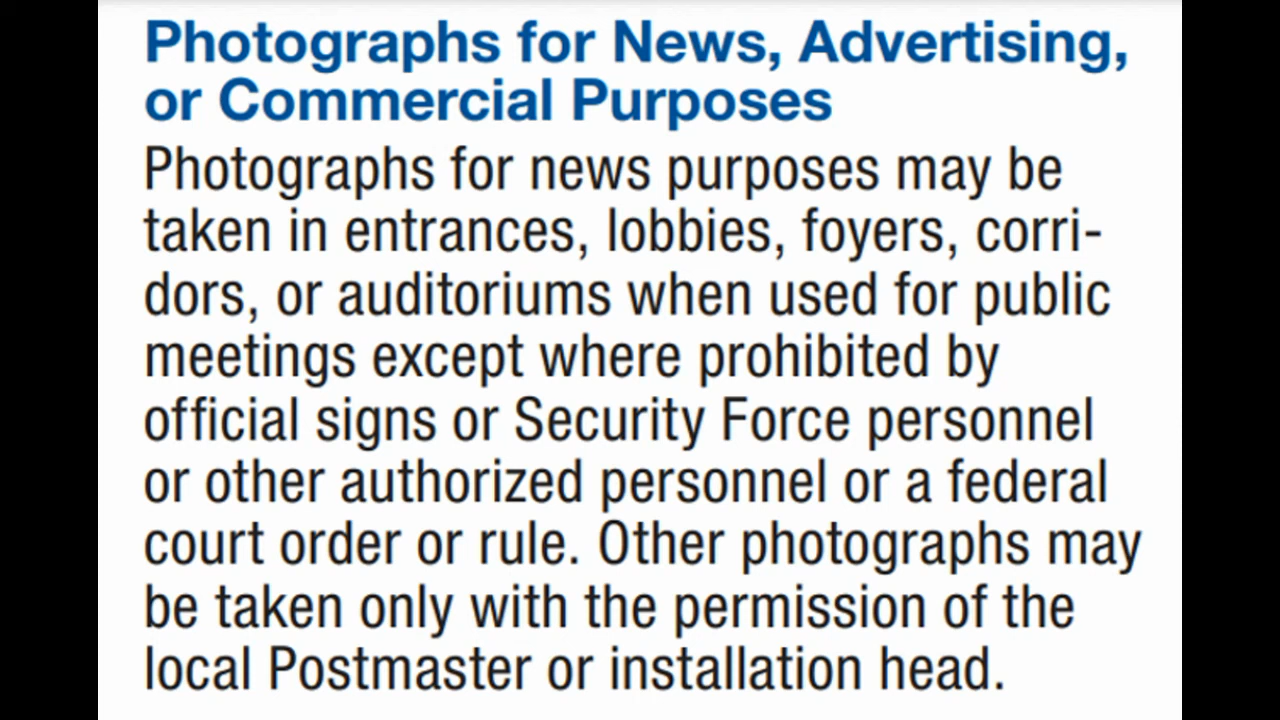 Photographs for News, Advertising,
or Commercial Purposes
Photographs for news purposes may be
taken in entrances, lobbies, foyers, corri-
dors, or auditoriums when used for public
meetings except where prohibited by
official signs or Security Force personnel
or other authorized personnel or a federal
court order or rule. Other photographs may
be taken only with the permission of the
local Postmaster or installation head.